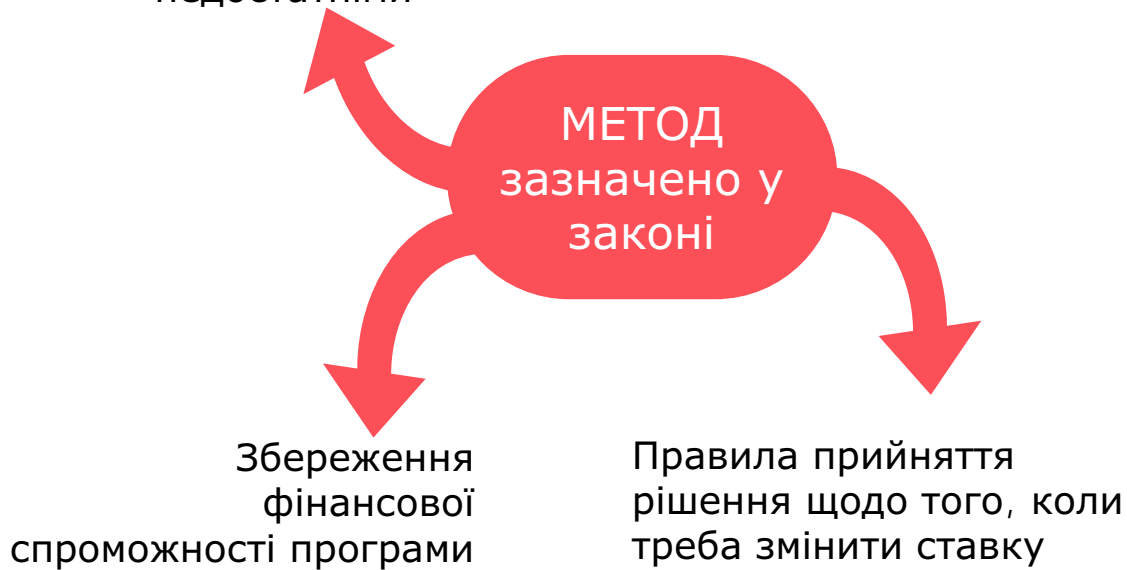 МЕТОД
зазначено у
законі
Збереження
фінансової
спроможності програми
Правила прийняття
рішення щодо того, коли
треба змінити ставку